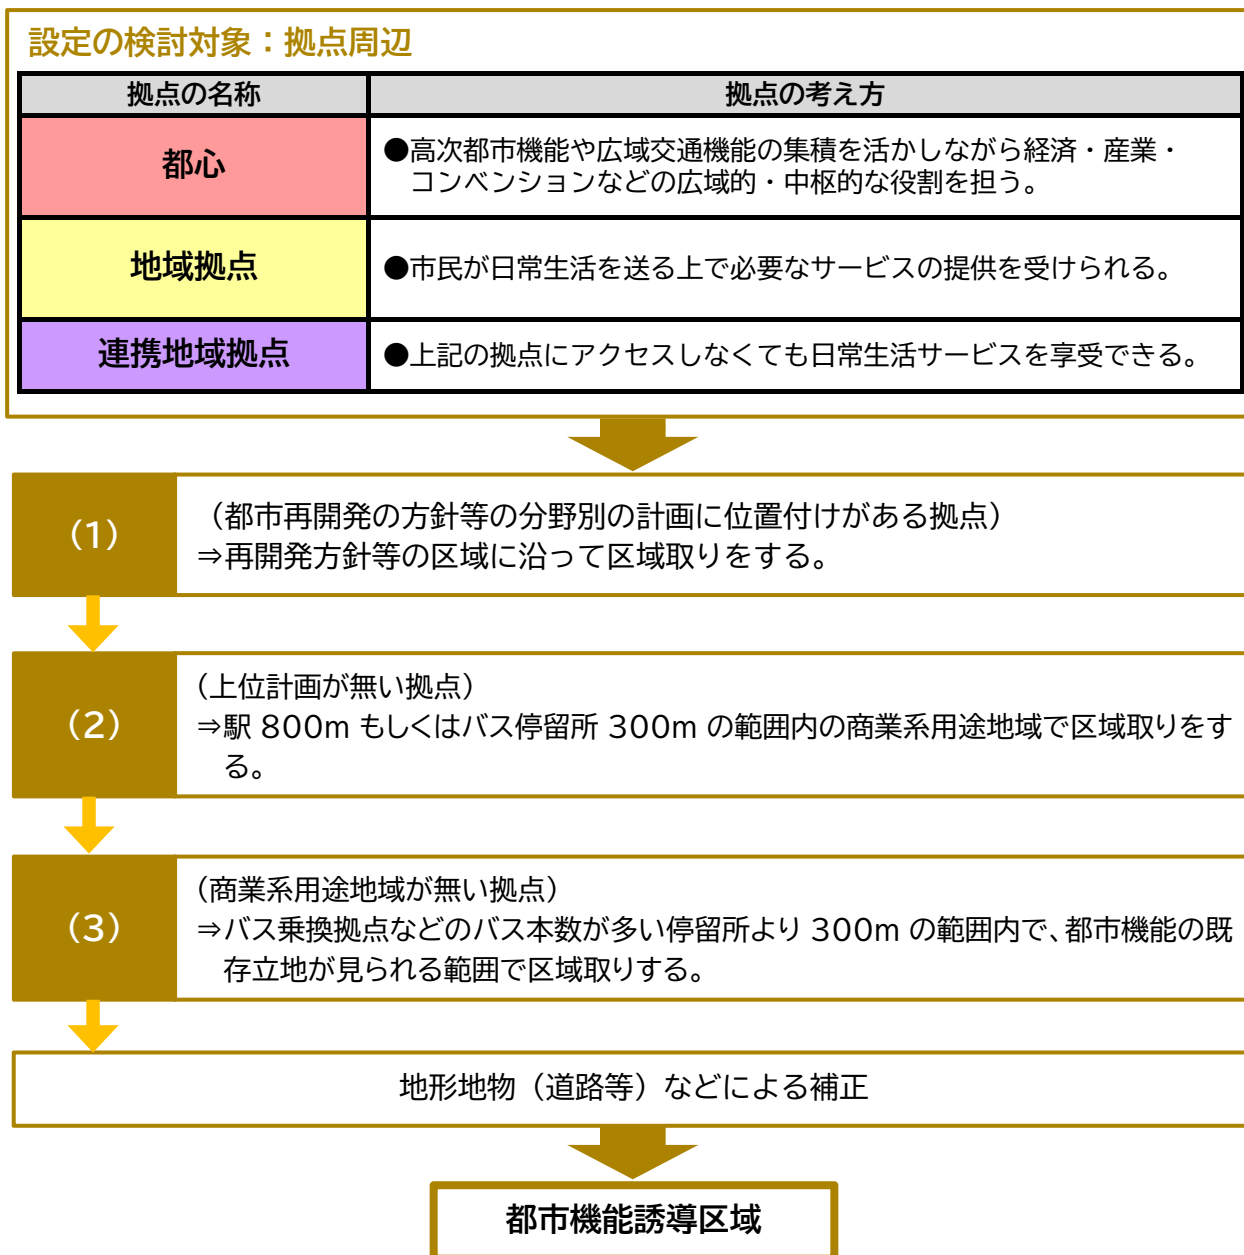 設定の検討対象：拠点周辺
拠点の名称
拠点の考え方
都心
●高次都市機能や広域交通機能の集積を活かしながら経済・産業・
コンベンションなどの広域的・中枢的な役割を担う。
地域拠点
●市民が日常生活を送る上で必要なサービスの提供を受けられる。
連携地域拠点
●上記の拠点にアクセスしなくても日常生活サービスを享受できる。
(1)
（都市再開発の方針等の分野別の計画に位置付けがある拠点）
⇒再開発方針等の区域に沿って区域取りをする。
(2)
（上位計画が無い拠点）
⇒駅 800m もしくはバス停留所 300m の範囲内の商業系用途地域で区域取りをす
る。
(3)
（商業系用途地域が無い拠点）
⇒バス乗換拠点などのバス本数が多い停留所より 300m の範囲内で、都市機能の既
存立地が見られる範囲で区域取りする。
地形地物（道路等）などによる補正
都市機能誘導区域